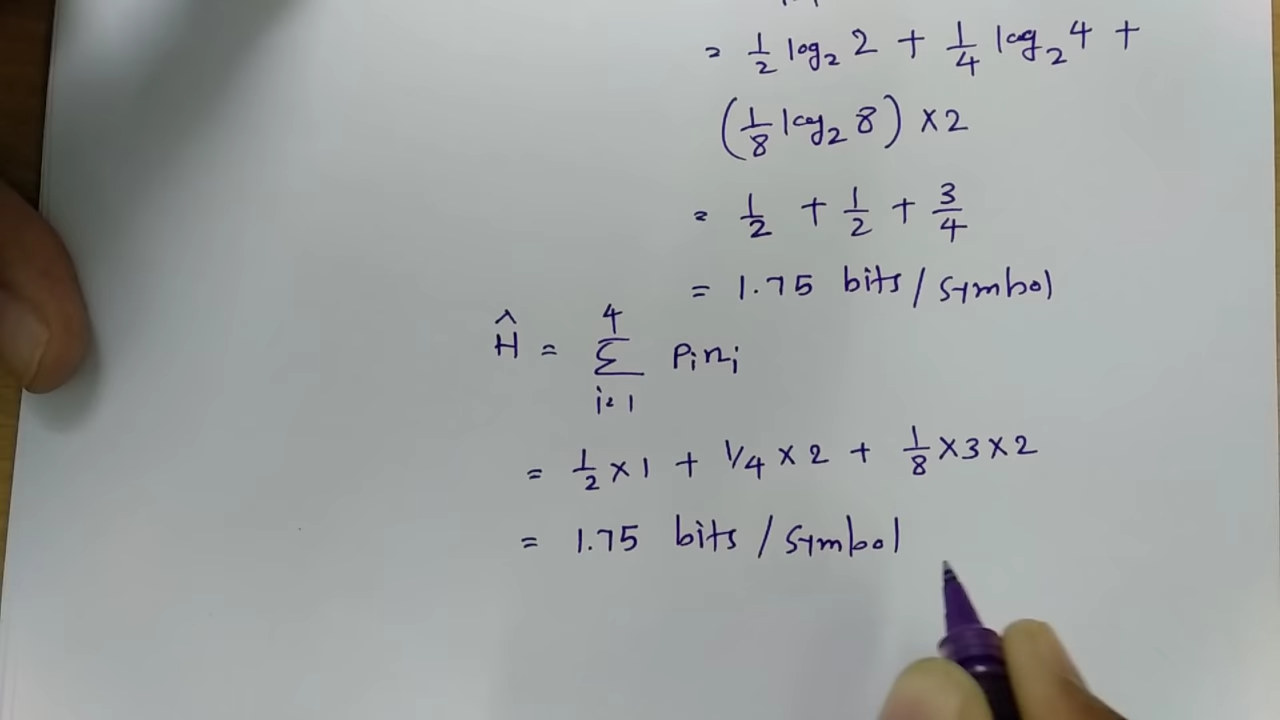 = 1/2 log₂ 2 + 1/4 log₂ 4 +
(1/8 log₂ 8) × 2
= 1/2 + 1/2 + 3/4
= 1.75 bits / symbol
Ĥ = Σ_{i=1}^{4} Pᵢnᵢ
= 1/2 × 1 + 1/4 × 2 + 1/8 × 3 × 2
= 1.75 bits / symbol